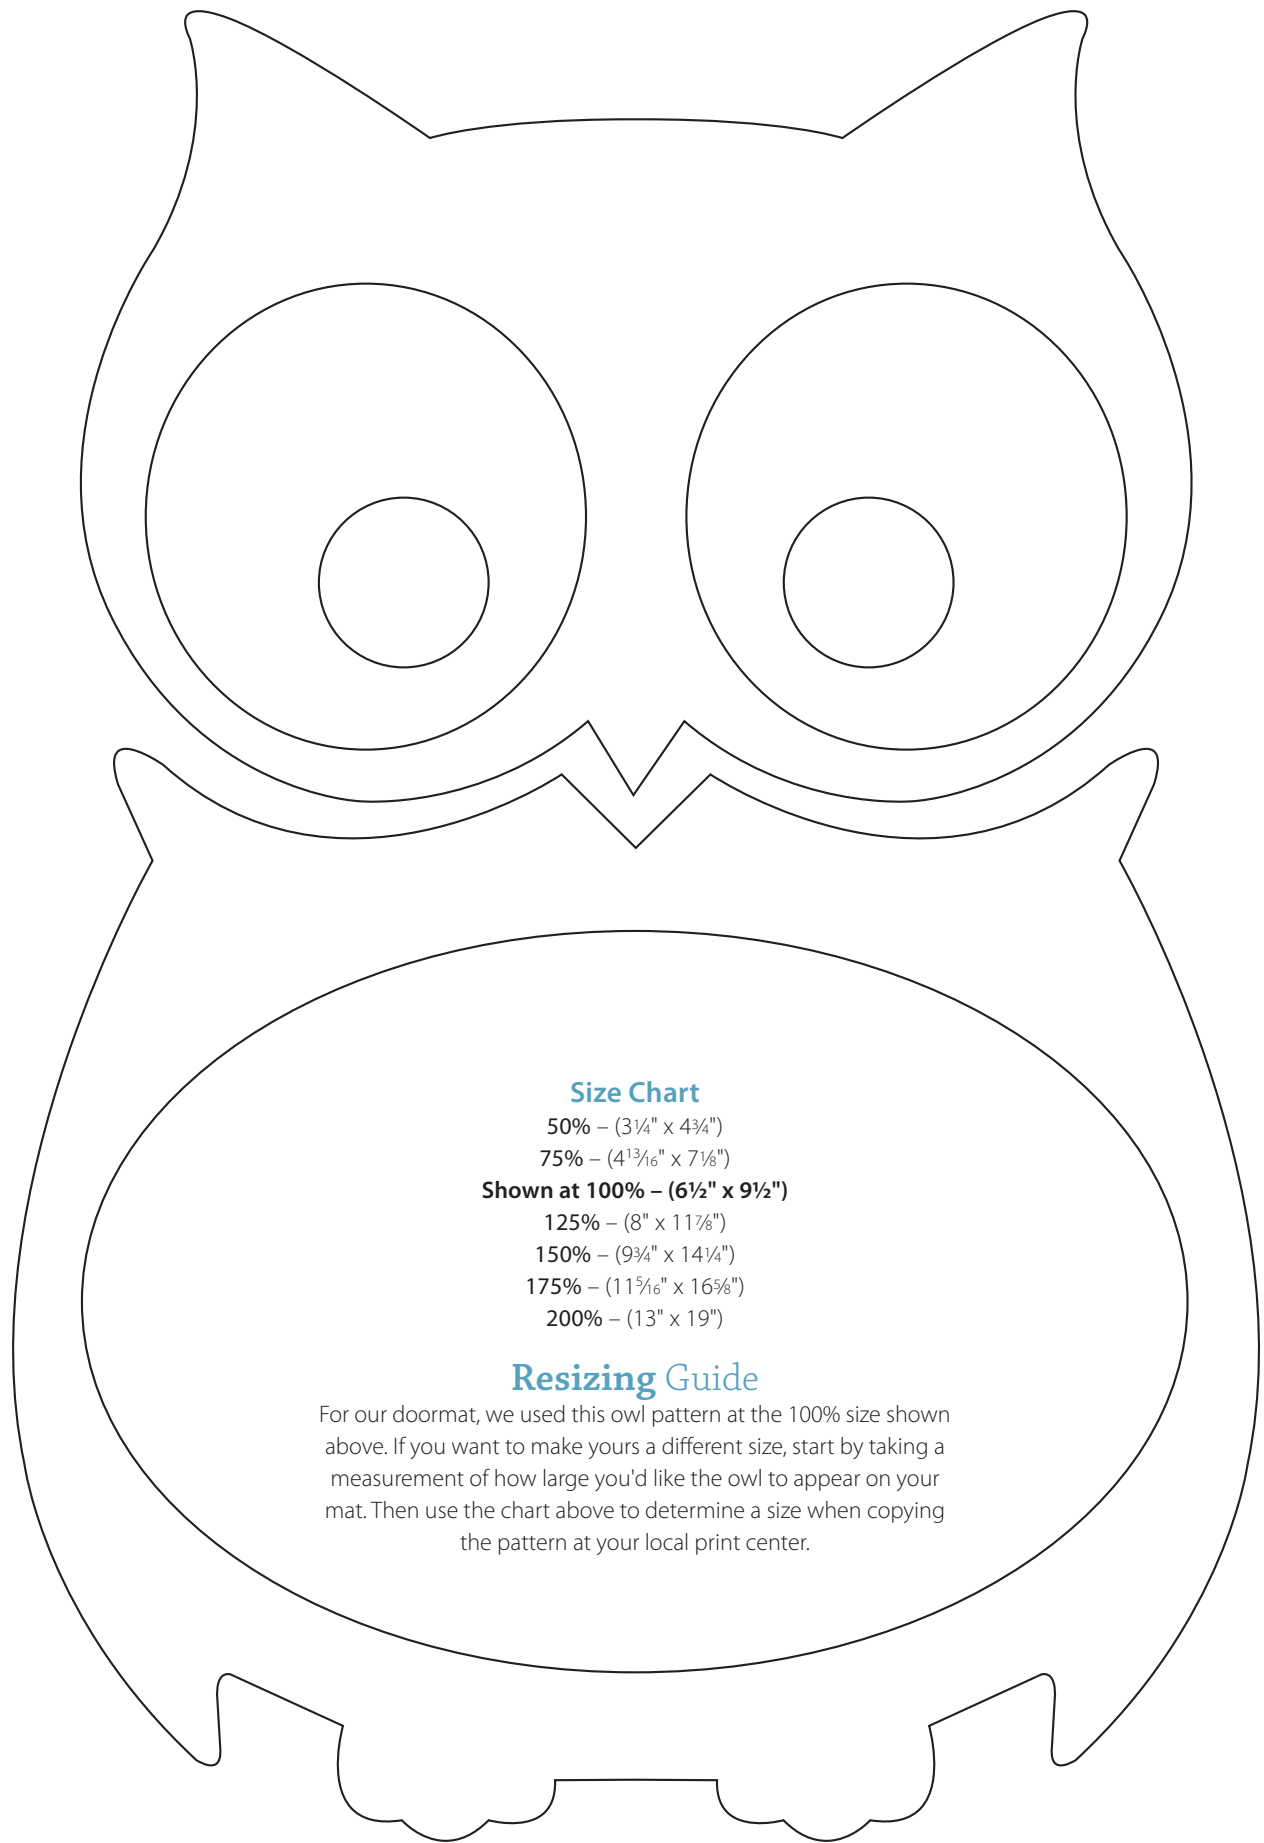 Size Chart
50% – (3¼" x 4¾")
75% – (4¹³⁄₁₆" x 7⅛")
Shown at 100% – (6½" x 9½")
125% – (8" x 11⅞")
150% – (9¾" x 14¼")
175% – (11⁵⁄₁₆" x 16⅝")
200% – (13" x 19")
Resizing Guide
For our doormat, we used this owl pattern at the 100% size shown
above. If you want to make yours a different size, start by taking a
measurement of how large you'd like the owl to appear on your
mat. Then use the chart above to determine a size when copying
the pattern at your local print center.